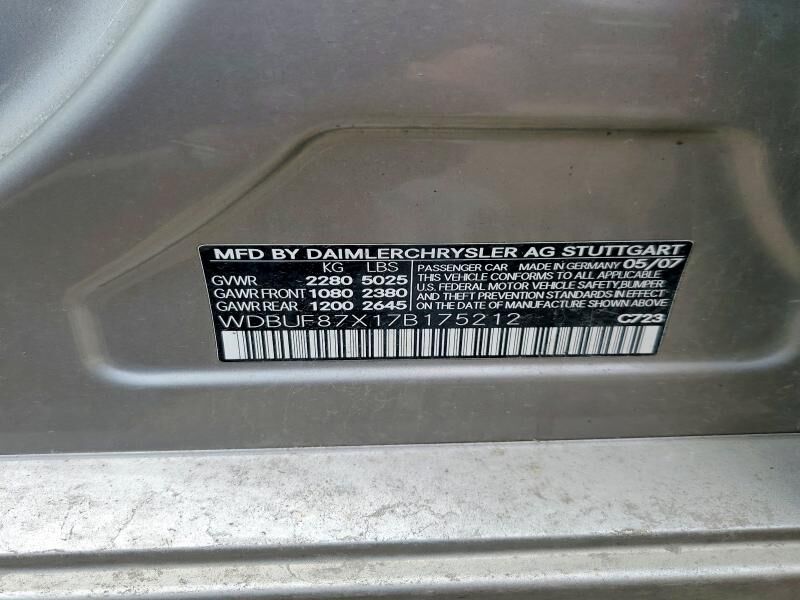 MFD BY DAIMLERCHRYSLER AG STUTTGART
KG LBS
GVWR 2280 5025
GAWR FRONT 1080 2380
GAWR REAR 1200 2645
PASSENGER CAR MADE IN GERMANY 05/07
THIS VEHICLE CONFORMS TO ALL APPLICABLE
U.S. FEDERAL MOTOR VEHICLE SAFETY,BUMPER
AND THEFT PREVENTION STANDARDS IN EFFECT
ON THE DATE OF MANUFACTURE SHOWN ABOVE
WDBUF87X17B175212 C723